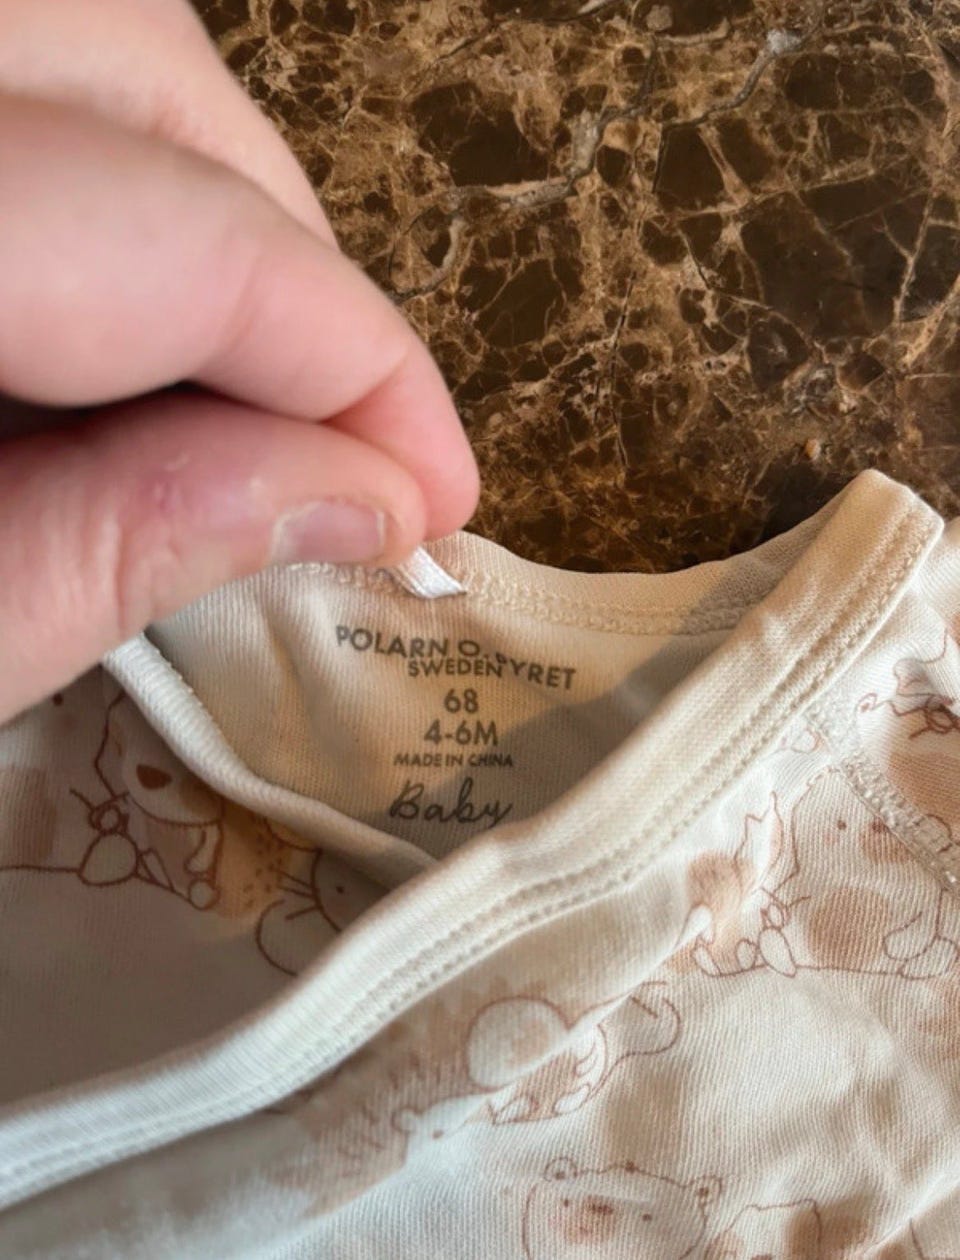 POLARN O. PYRET
SWEDEN
68
4-6M
MADE IN CHINA
Baby